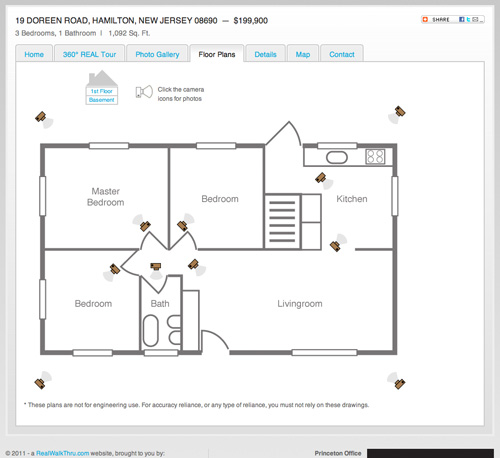 19 DOREEN ROAD, HAMILTON, NEW JERSEY 08690 — $199,900
SHARE
3 Bedrooms, 1 Bathroom | 1,092 Sq. Ft.
Home 360° REAL Tour Photo Gallery Floor Plans Details Map Contact
1st Floor
Basement
Click the camera
icons for photos
Master
Bedroom
Bedroom
Kitchen
Bedroom
Bath
Livingroom
* These plans are not for engineering use. For accuracy reliance, or any type of reliance, you must not rely on these drawings.
© 2011 - a RealWalkThru.com website, brought to you by:
Princeton Office